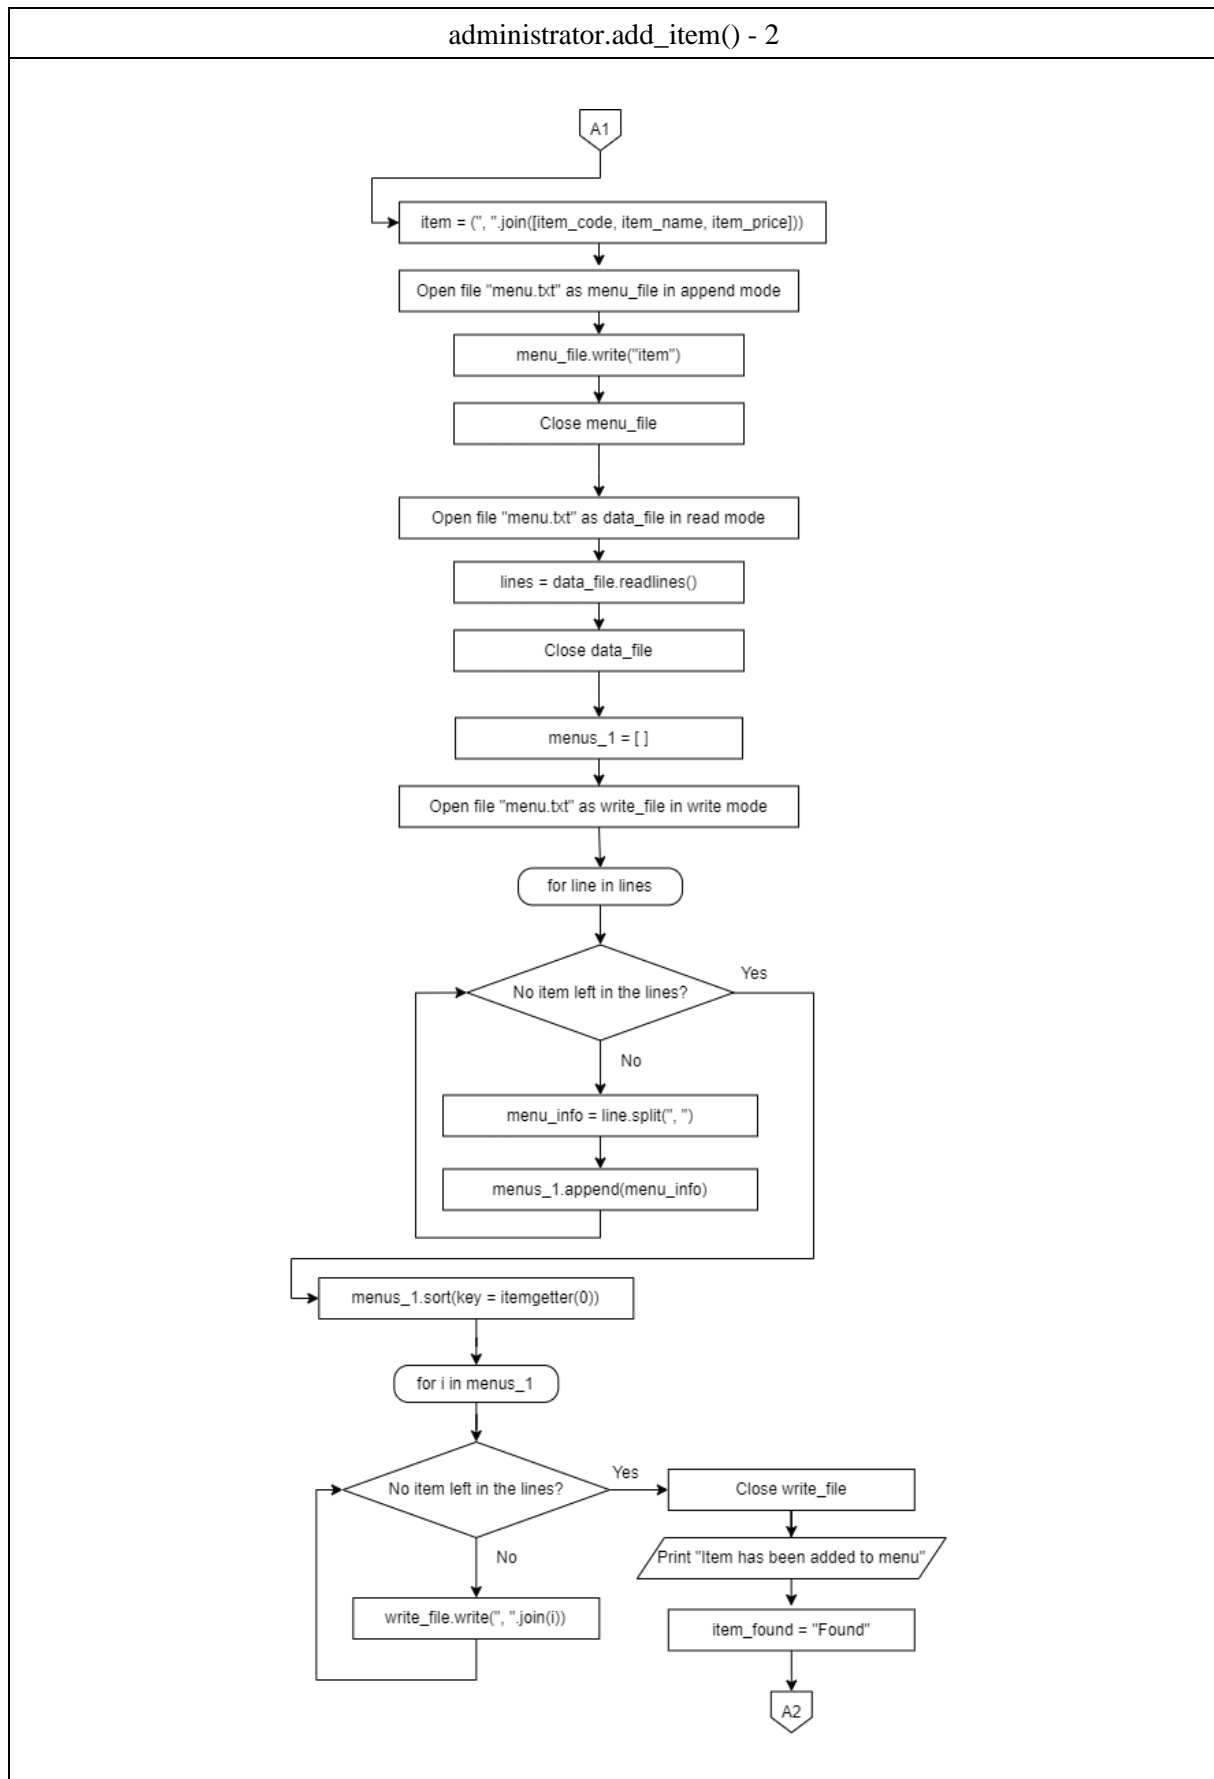 administrator.add_item() - 2
A1
item = (", ".join([item_code, item_name, item_price]))
Open file "menu.txt" as menu_file in append mode
menu_file.write("item")
Close menu_file
Open file "menu.txt" as data_file in read mode
lines = data_file.readlines()
Close data_file
menus_1 = [ ]
Open file "menu.txt" as write_file in write mode
for line in lines
No item left in the lines?
Yes
No
menu_info = line.split(", ")
menus_1.append(menu_info)
menus_1.sort(key = itemgetter(0))
for i in menus_1
No item left in the lines?
Yes
Close write_file
No
Print "Item has been added to menu"
write_file.write(", ".join(i))
item_found = "Found"
A2